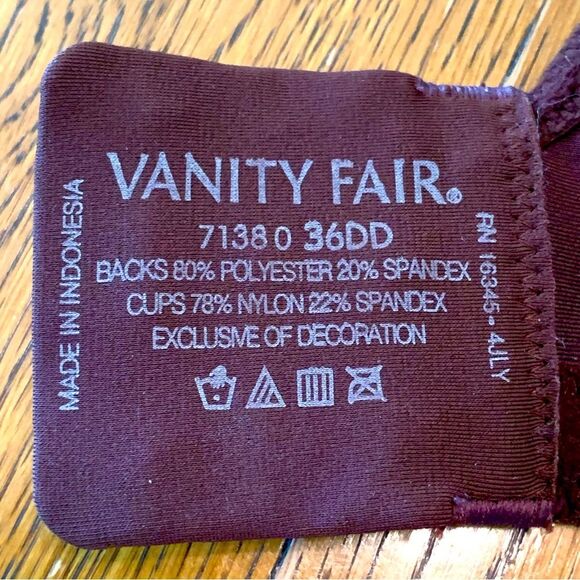 VANITY FAIR®
71380 36DD
BACKS 80% POLYESTER 20% SPANDEX
CUPS 78% NYLON 22% SPANDEX
EXCLUSIVE OF DECORATION
MADE IN INDONESIA
RN 16345-4JLY